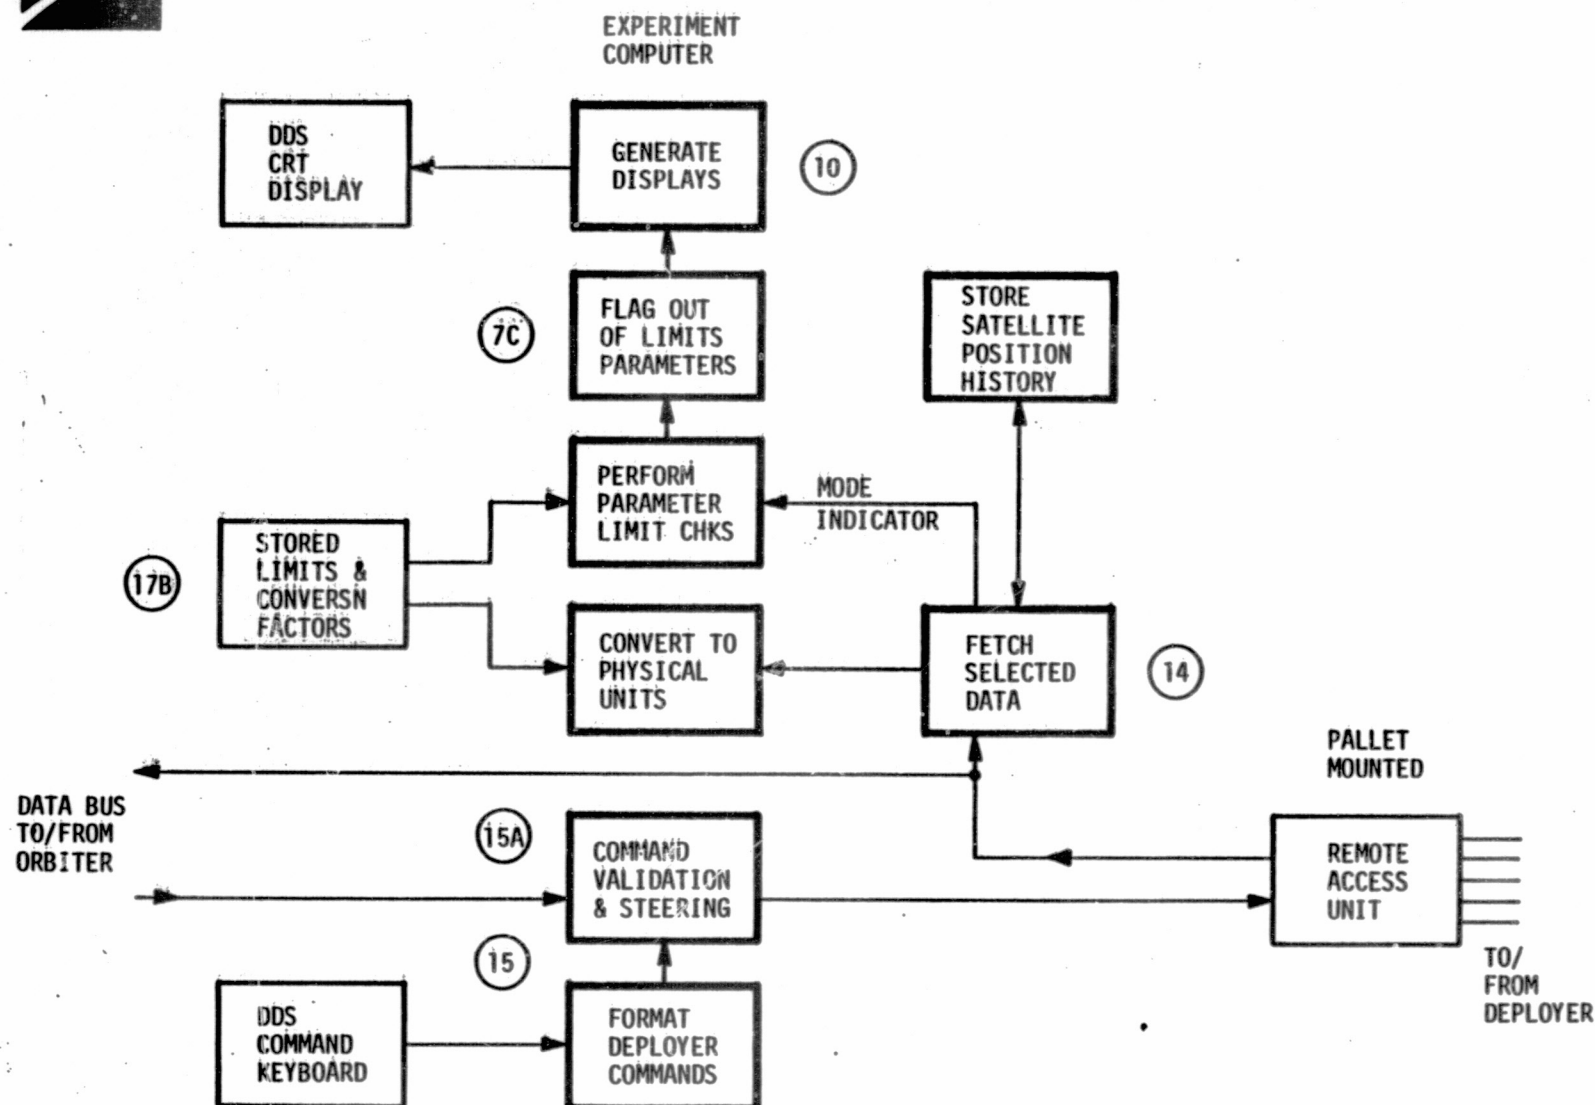 EXPERIMENT
COMPUTER
DDS
CRT
DISPLAY
GENERATE
DISPLAYS
10
7C
FLAG OUT
OF LIMITS
PARAMETERS
STORE
SATELLITE
POSITION
HISTORY
PERFORM
PARAMETER
LIMIT CHKS
MODE
INDICATOR
17B
STORED
LIMITS &
CONVERSN
FACTORS
CONVERT TO
PHYSICAL
UNITS
FETCH
SELECTED
DATA
14
PALLET
MOUNTED
DATA BUS
TO/FROM
ORBITER
15A
COMMAND
VALIDATION
& STEERING
REMOTE
ACCESS
UNIT
TO/
FROM
DEPLOYER
15
DDS
COMMAND
KEYBOARD
FORMAT
DEPLOYER
COMMANDS